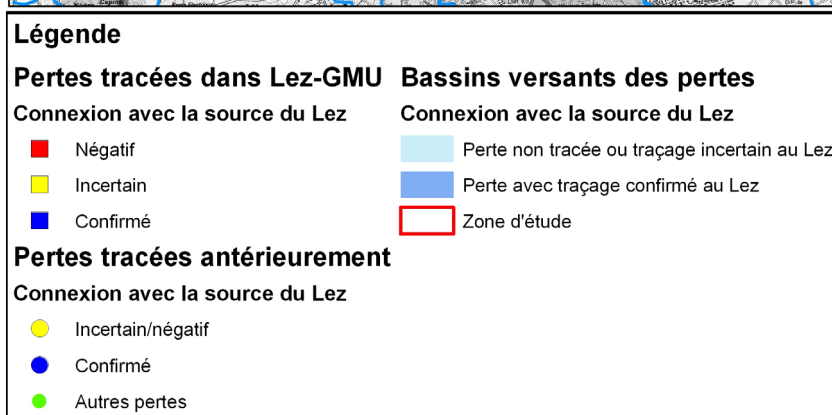 Légende
Pertes tracées dans Lez-GMU
Connexion avec la source du Lez
Négatif
Incertain
Confirmé
Pertes tracées antérieurement
Connexion avec la source du Lez
Incertain/négatif
Confirmé
Autres pertes
Bassins versants des pertes
Connexion avec la source du Lez
Perte non tracée ou traçage incertain au Lez
Perte avec traçage confirmé au Lez
Zone d'étude